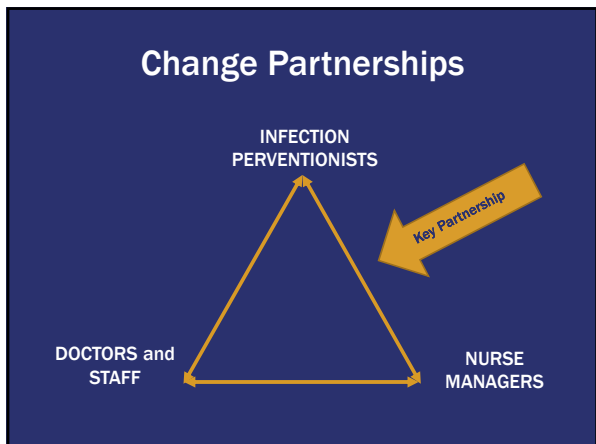 Change Partnerships
INFECTION
PERVENTIONISTS
Key Partnership
DOCTORS and
STAFF
NURSE
MANAGERS